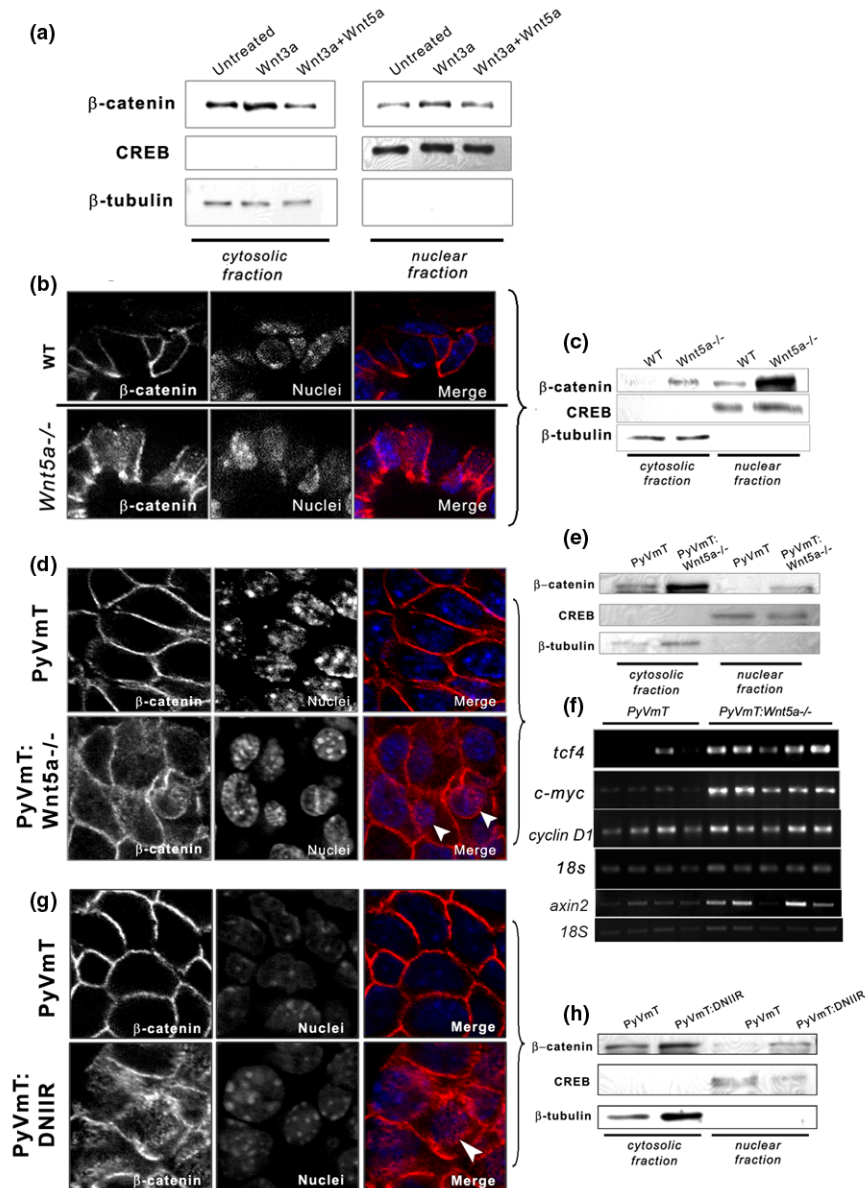 (a)
Untreated Wnt3a Wnt3a+Wnt5a Untreated Wnt3a Wnt3a+Wnt5a
β-catenin
CREB
β-tubulin
cytosolic fraction
nuclear fraction
(b)
WT
β-catenin Nuclei Merge
Wnt5a-/-
β-catenin Nuclei Merge
(c)
WT Wnt5a-/- WT Wnt5a-/-
β-catenin
CREB
β-tubulin
cytosolic fraction
nuclear fraction
(d)
PyVmT
β-catenin Nuclei Merge
PyVmT: Wnt5a-/-
β-catenin Nuclei Merge
(e)
PyVmT PyVmT: Wnt5a-/- PyVmT PyVmT: Wnt5a-/-
β-catenin
CREB
β-tubulin
cytosolic fraction
nuclear fraction
(f)
PyVmT PyVmT:Wnt5a-/-
tcf4
c-myc
cyclin D1
18s
axin2
18S
(g)
PyVmT
β-catenin Nuclei Merge
PyVmT: DNIIR
β-catenin Nuclei Merge
(h)
PyVmT PyVmT:DNIIR PyVmT PyVmT:DNIIR
β-catenin
CREB
β-tubulin
cytosolic fraction
nuclear fraction